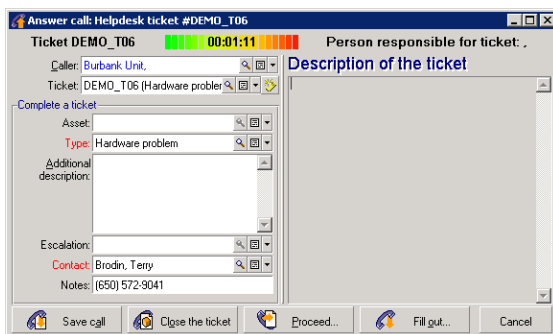 Answer call: Helpdesk ticket #DEMO_T06
Ticket DEMO_T06 00:01:11 Person responsible for ticket: ,
Caller: Burbank Unit,
Ticket: DEMO_T06 (Hardware probler
Complete a ticket
Asset:
Type: Hardware problem
Additional
description:
Escalation:
Contact: Brodin, Terry
Notes: (650) 572-9041
Description of the ticket
Save call Close the ticket Proceed... Fill out... Cancel